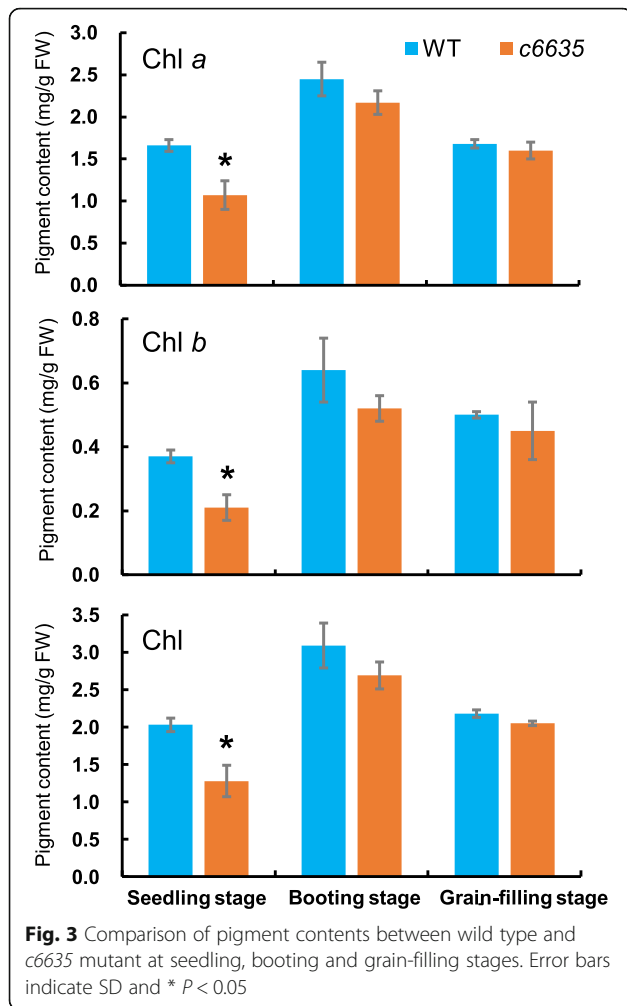 WT c6635
Chl a
Pigment content (mg/g FW)
3.0
2.5
2.0
1.5
1.0
0.5
0.0
*
Chl b
Pigment content (mg/g FW)
0.8
0.6
0.4
0.2
0.0
*
Chl
Pigment content (mg/g FW)
3.5
3.0
2.5
2.0
1.5
1.0
0.5
0.0
*
Seedling stage Booting stage Grain-filling stage
Fig. 3 Comparison of pigment contents between wild type and
c6635 mutant at seedling, booting and grain-filling stages. Error bars
indicate SD and * P < 0.05